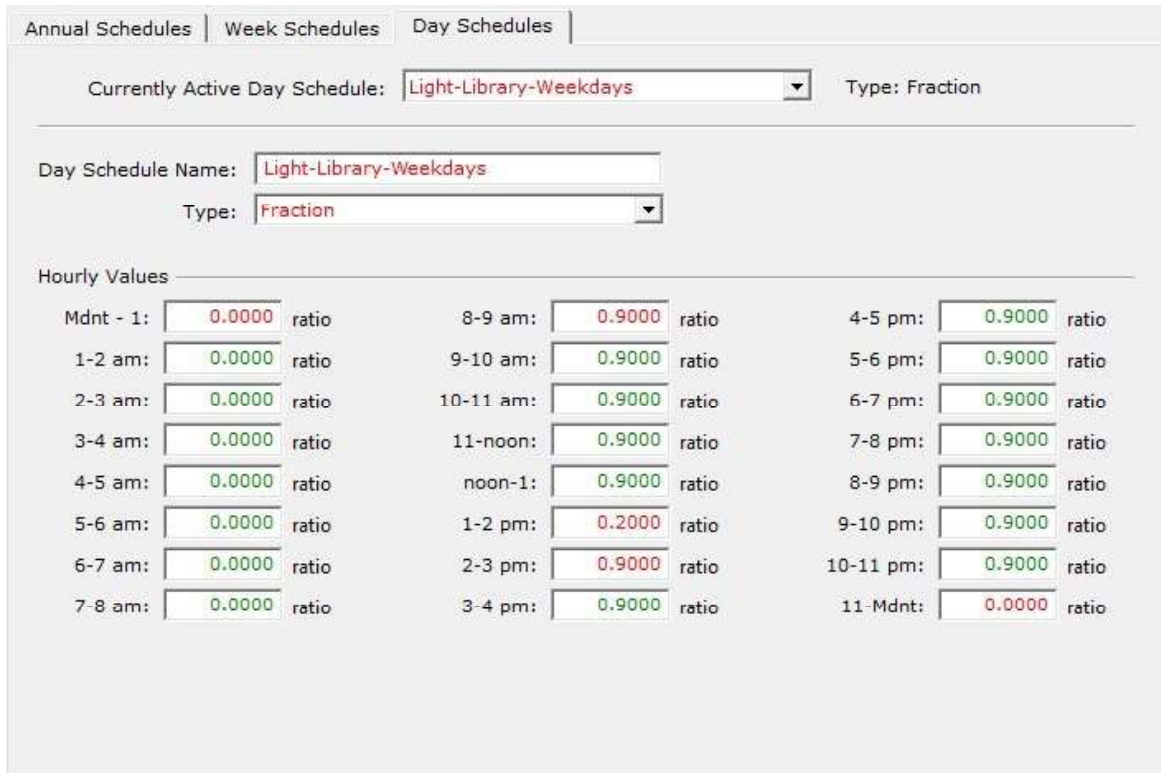 Annual Schedules Week Schedules Day Schedules
Currently Active Day Schedule: Light-Library-Weekdays Type: Fraction
Day Schedule Name: Light-Library-Weekdays
Type: Fraction
Hourly Values
Mdnt - 1: 0.0000 ratio 8-9 am: 0.9000 ratio 4-5 pm: 0.9000 ratio
1-2 am: 0.0000 ratio 9-10 am: 0.9000 ratio 5-6 pm: 0.9000 ratio
2-3 am: 0.0000 ratio 10-11 am: 0.9000 ratio 6-7 pm: 0.9000 ratio
3-4 am: 0.0000 ratio 11-noon: 0.9000 ratio 7-8 pm: 0.9000 ratio
4-5 am: 0.0000 ratio noon-1: 0.9000 ratio 8-9 pm: 0.9000 ratio
5-6 am: 0.0000 ratio 1-2 pm: 0.2000 ratio 9-10 pm: 0.9000 ratio
6-7 am: 0.0000 ratio 2-3 pm: 0.9000 ratio 10-11 pm: 0.9000 ratio
7-8 am: 0.0000 ratio 3-4 pm: 0.9000 ratio 11-Mdnt: 0.0000 ratio